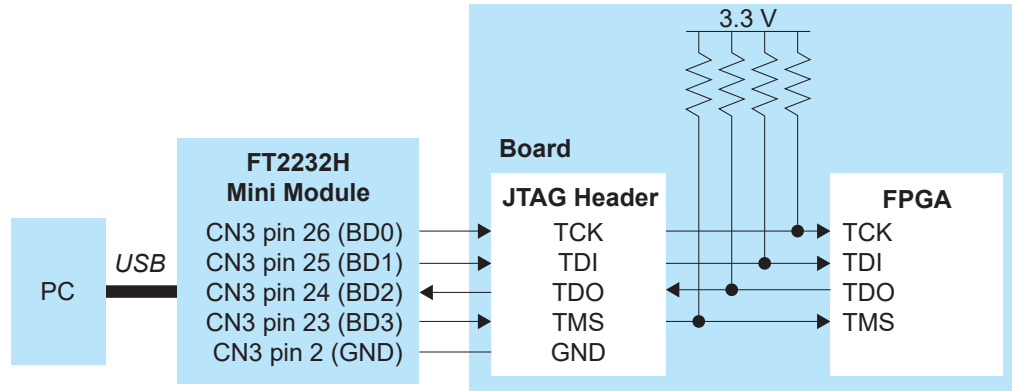 3.3 V
Board
FT2232H
Mini Module
JTAG Header
FPGA
CN3 pin 26 (BD0)
TCK
TCK
CN3 pin 25 (BD1)
TDI
TDI
USB
PC
CN3 pin 24 (BD2)
TDO
TDO
CN3 pin 23 (BD3)
TMS
TMS
CN3 pin 2 (GND)
GND